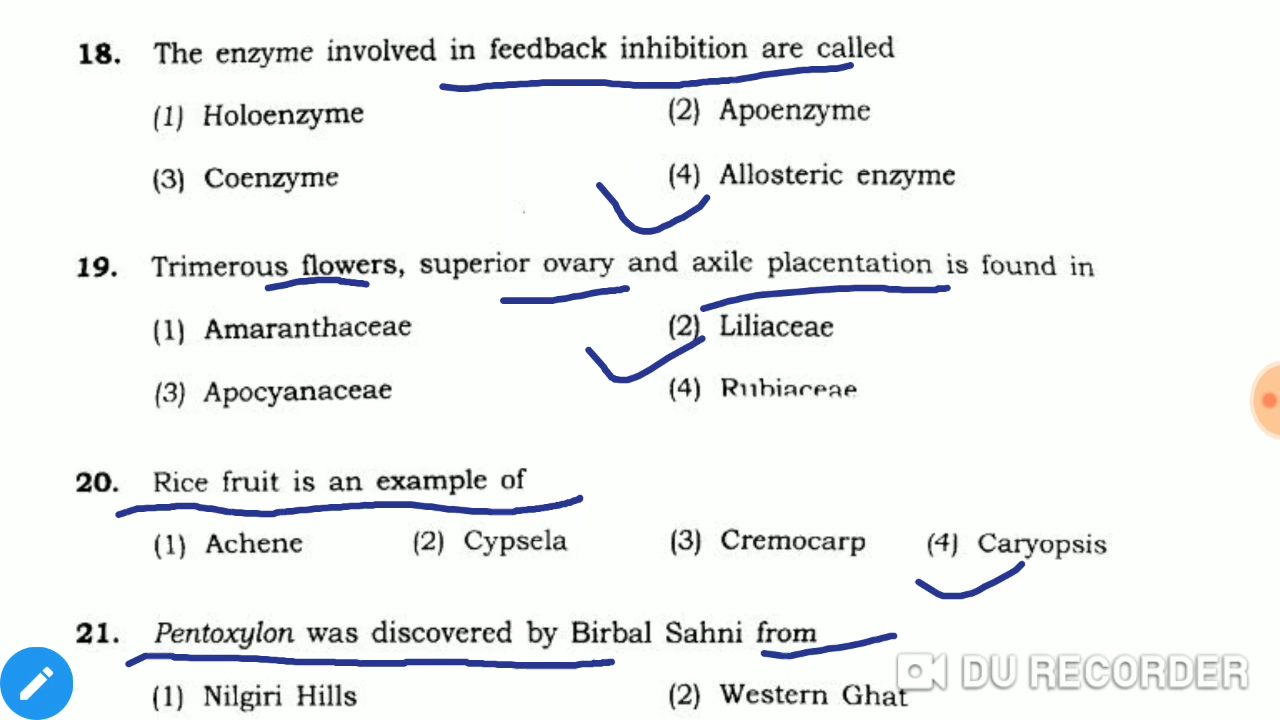 18. The enzyme involved in feedback inhibition are called
(1) Holoenzyme (2) Apoenzyme
(3) Coenzyme (4) Allosteric enzyme
19. Trimerous flowers, superior ovary and axile placentation is found in
(1) Amaranthaceae (2) Liliaceae
(3) Apocyanaceae (4) Rubiaceae
20. Rice fruit is an example of
(1) Achene (2) Cypsela (3) Cremocarp (4) Caryopsis
21. Pentoxylon was discovered by Birbal Sahni from
DU RECORDER
(1) Nilgiri Hills (2) Western Ghat